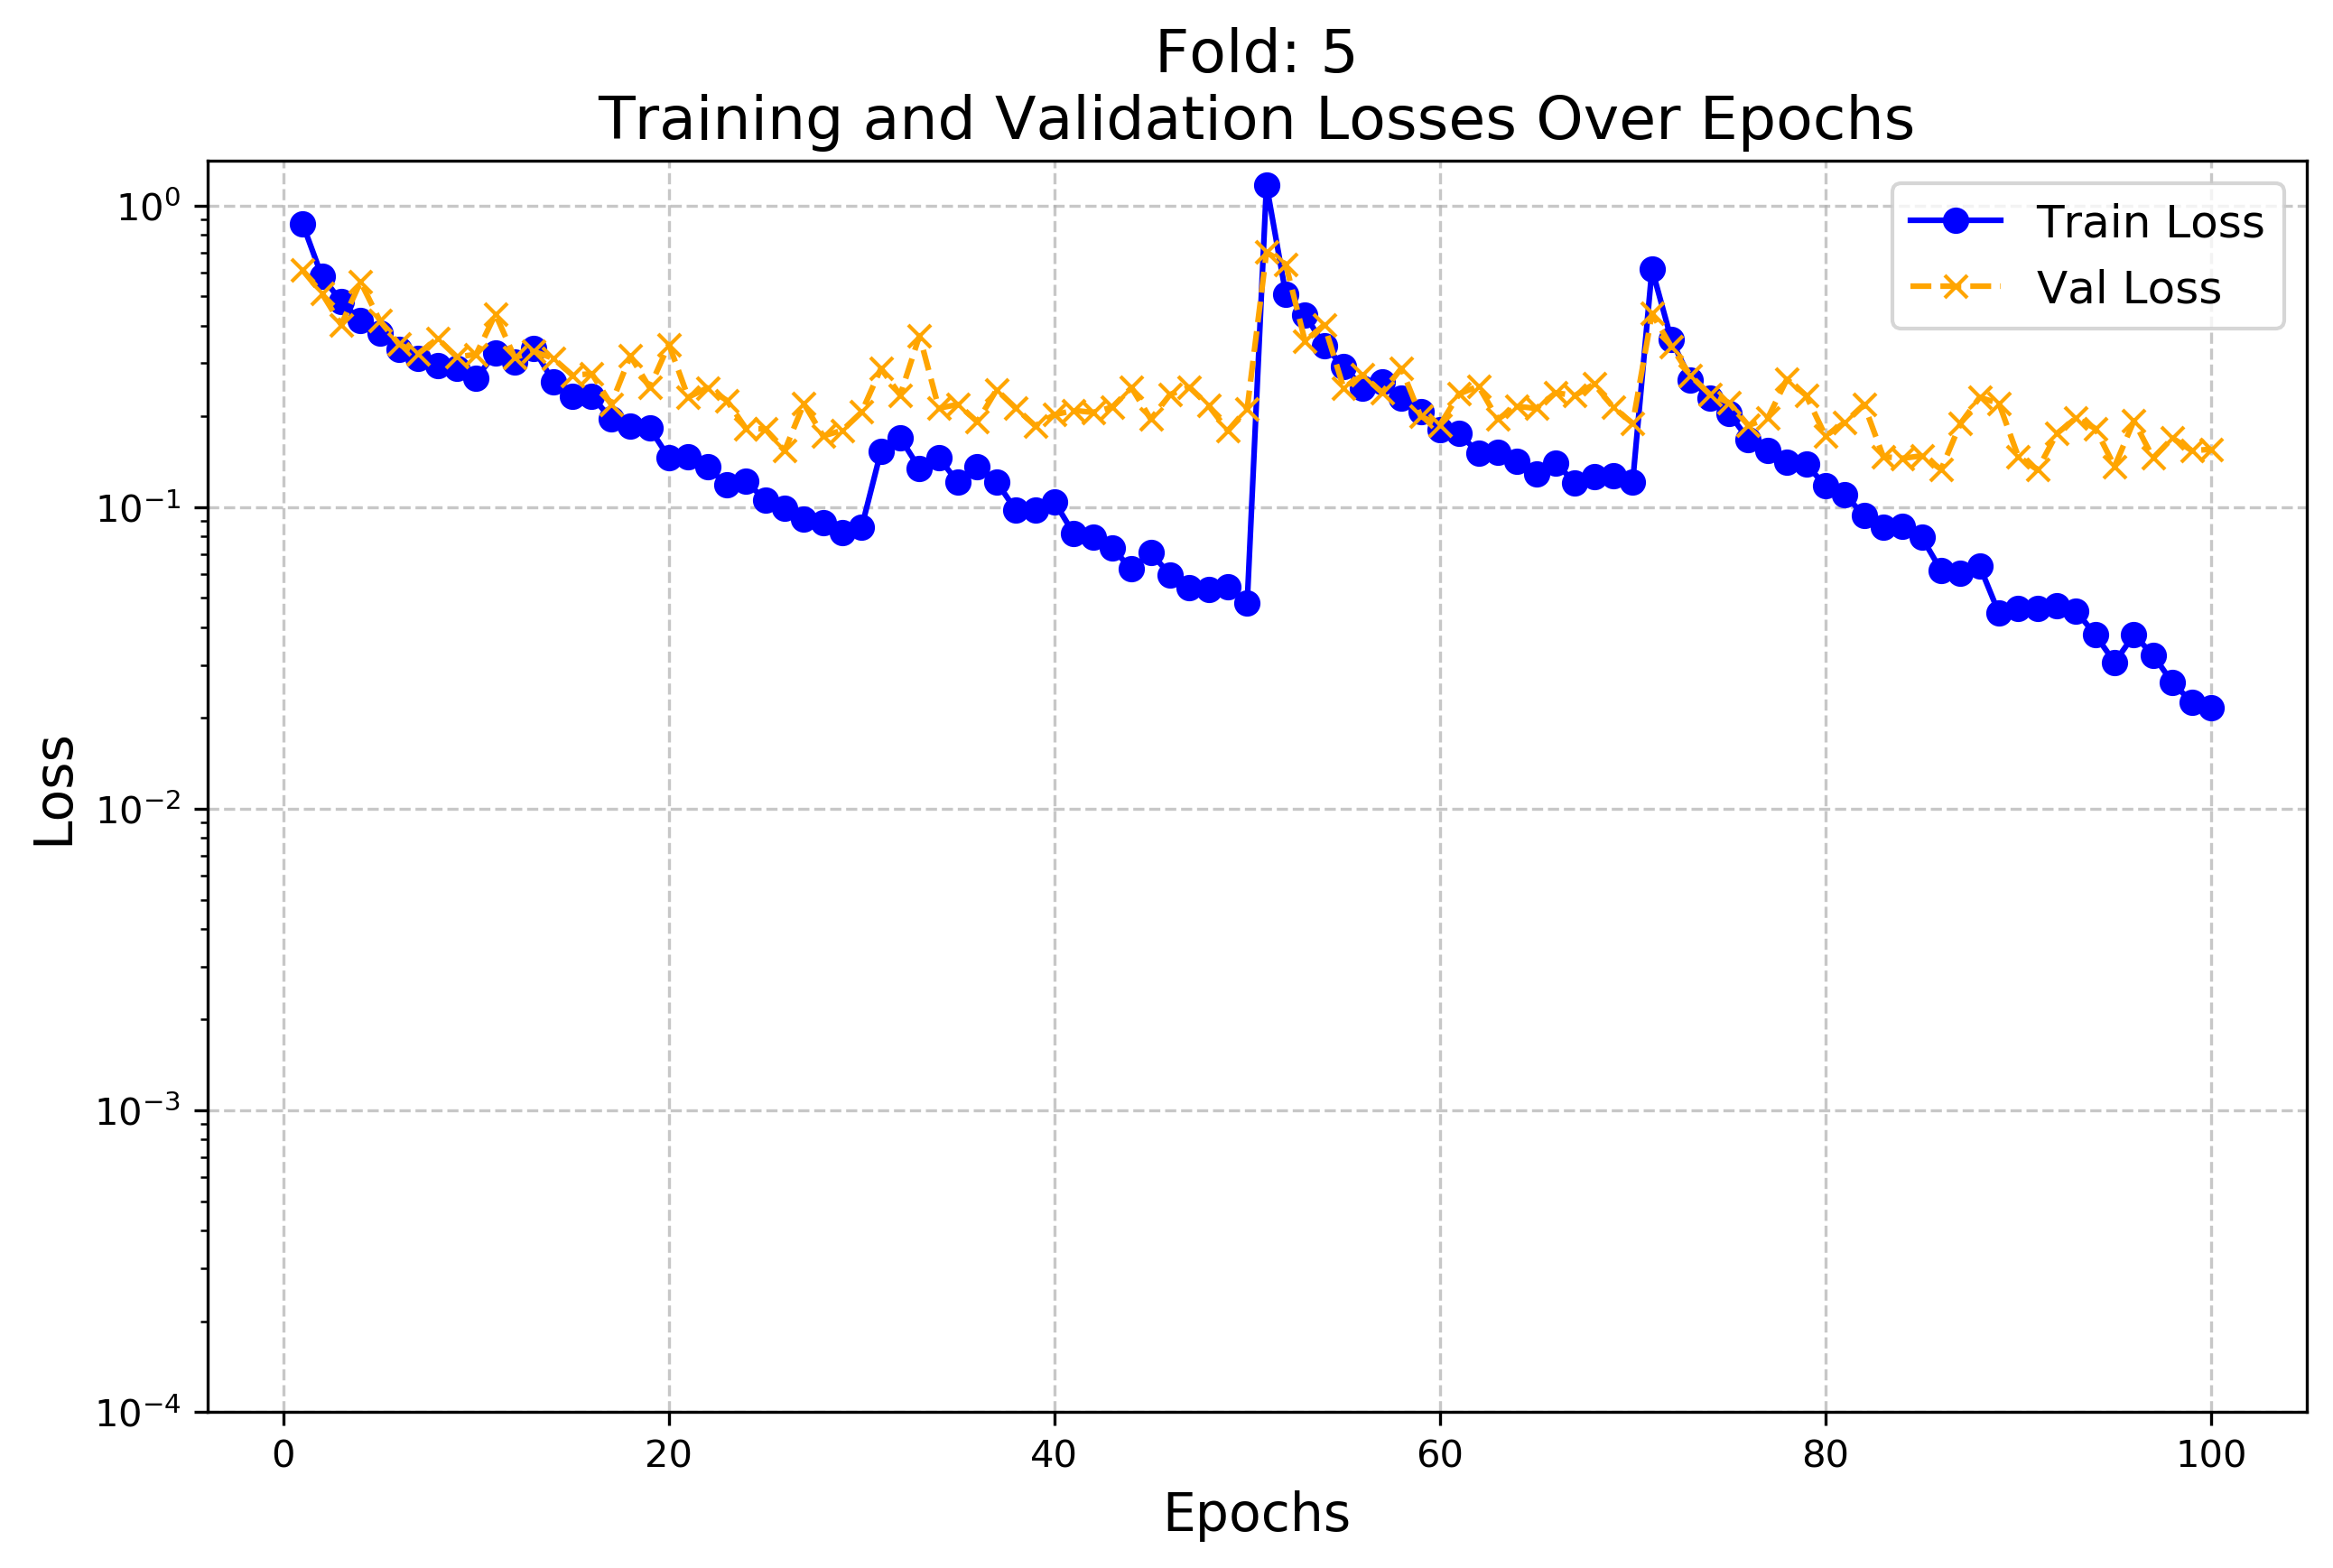 Fold: 5
Training and Validation Losses Over Epochs
Train Loss
Val Loss
Loss
10⁰
10⁻¹
10⁻²
10⁻³
10⁻⁴
0 20 40 60 80 100
Epochs